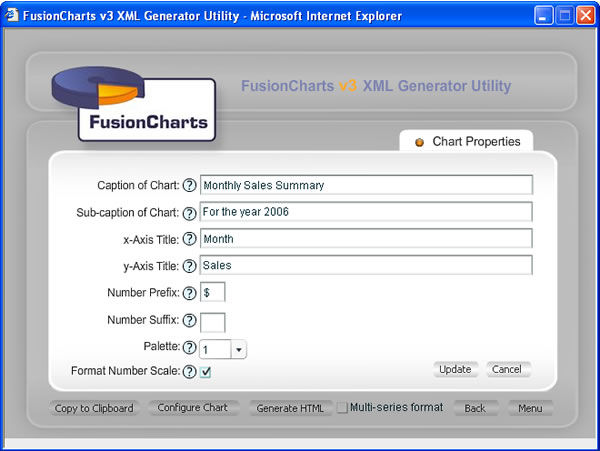 FusionCharts v3 XML Generator Utility - Microsoft Internet Explorer
FusionCharts v3 XML Generator Utility
FusionCharts
Chart Properties
Caption of Chart: ? Monthly Sales Summary
Sub-caption of Chart: ? For the year 2006
x-Axis Title: ? Month
y-Axis Title: ? Sales
Number Prefix: ? $
Number Suffix: ?
Palette: ? 1
Format Number Scale: ?
Update Cancel
Copy to Clipboard Configure Chart Generate HTML Multi-series format Back Menu